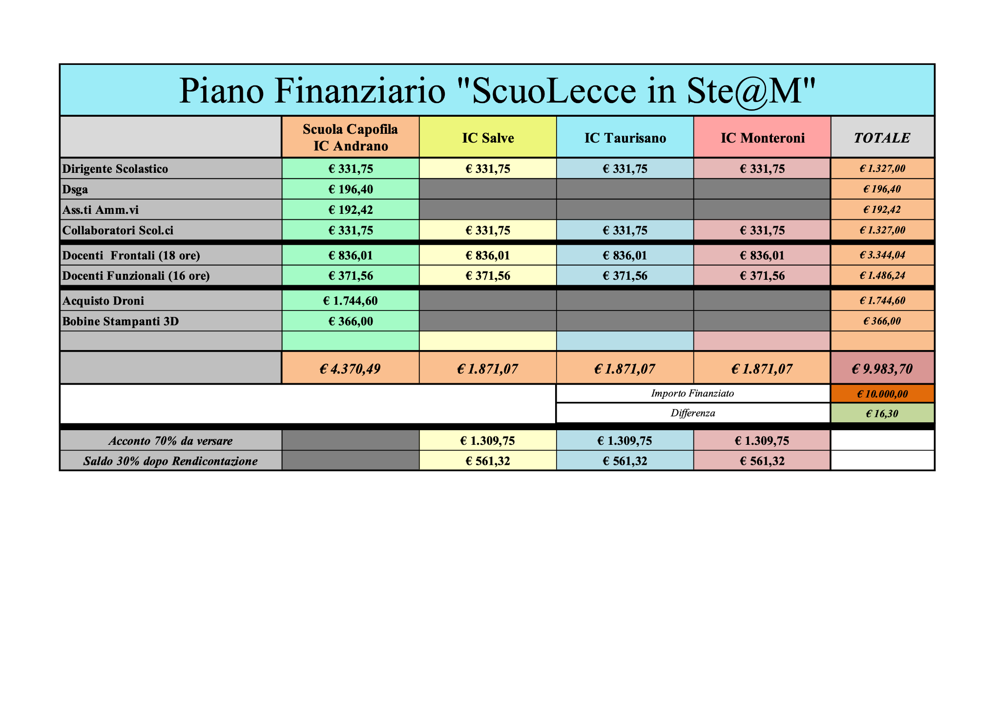 Piano Finanziario "ScuoLecce in Ste@M"
Scuola Capofila
IC Andrano IC Salve IC Taurisano IC Monteroni TOTALE
Dirigente Scolastico € 331,75 € 331,75 € 331,75 € 331,75 € 1.327,00
Dsga € 196,40 € 196,40
Ass.ti Amm.vi € 192,42 € 192,42
Collaboratori Scol.ci € 331,75 € 331,75 € 331,75 € 331,75 € 1.327,00
Docenti Frontali (18 ore) € 836,01 € 836,01 € 836,01 € 836,01 € 3.344,04
Docenti Funzionali (16 ore) € 371,56 € 371,56 € 371,56 € 371,56 € 1.486,24
Acquisto Droni € 1.744,60 € 1.744,60
Bobine Stampanti 3D € 366,00 € 366,00
€ 4.370,49 € 1.871,07 € 1.871,07 € 1.871,07 € 9.983,70
Importo Finanziato € 10.000,00
Differenza € 16,30
Acconto 70% da versare € 1.309,75 € 1.309,75 € 1.309,75
Saldo 30% dopo Rendicontazione € 561,32 € 561,32 € 561,32